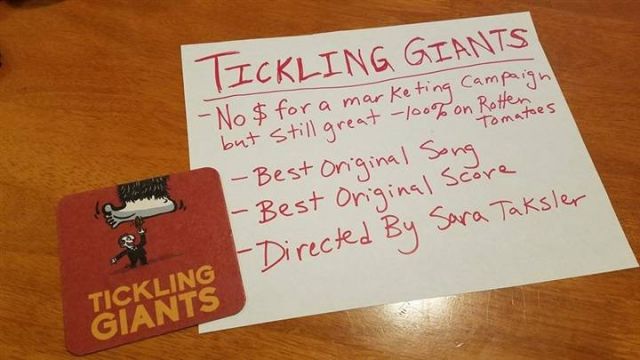 TICKLING GIANTS
- No $ for a marketing Campaign
but still great - 100% on Rotten
Tomatoes
- Best Original Song
- Best Original Score
- Directed By Sara Taksler
TICKLING
GIANTS